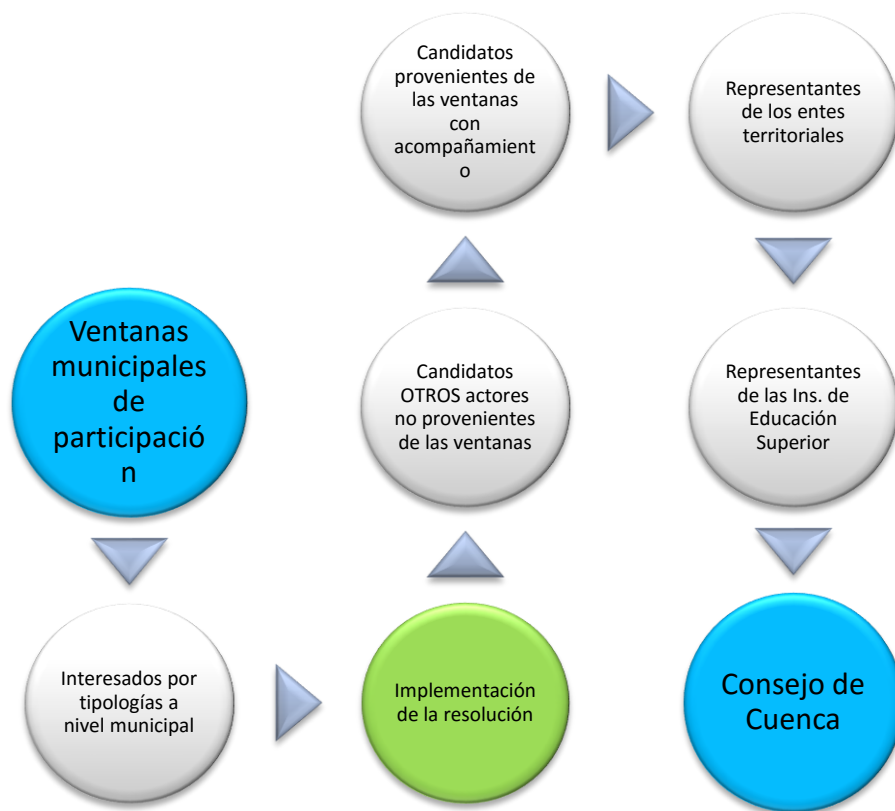 Ventanas
municipales
de
participació
n
Interesados por
tipologías a
nivel municipal
Implementación
de la resolución
Candidatos
OTROS actores
no provenientes
de las ventanas
Candidatos
provenientes de
las ventanas
con
acompañamient
o
Representantes
de los entes
territoriales
Representantes
de las Ins. de
Educación
Superior
Consejo de
Cuenca